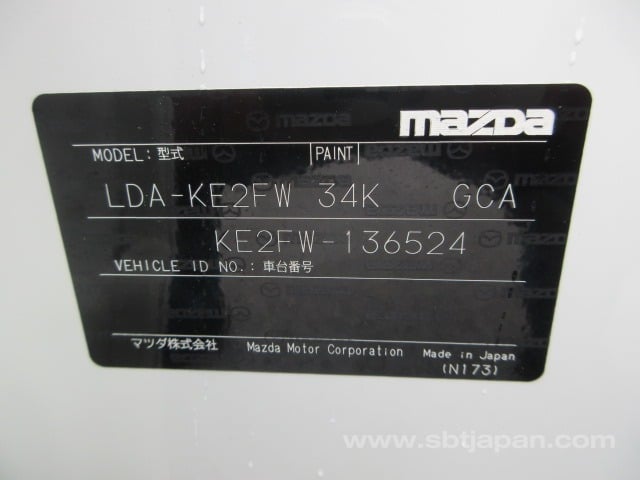 mazda
MODEL: 型式 PAINT
LDA-KE2FW 34K GCA
KE2FW-136524
VEHICLE ID NO.: 車台番号
マツダ株式会社 Mazda Motor Corporation Made in Japan
(N173)
www.sbtjapan.com